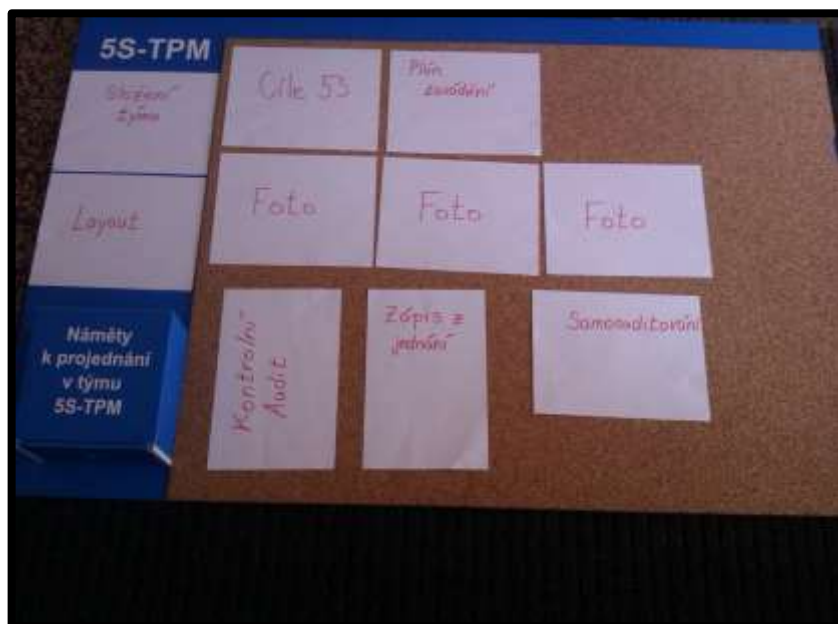 5S-TPM
Složení
týmu
Cíle 5S
Plán
zavádění
Layout
Foto
Foto
Foto
Náměty
k projednání
v týmu
5S-TPM
Kontrolní
Audit
Zápis z
jednání
Samoauditování